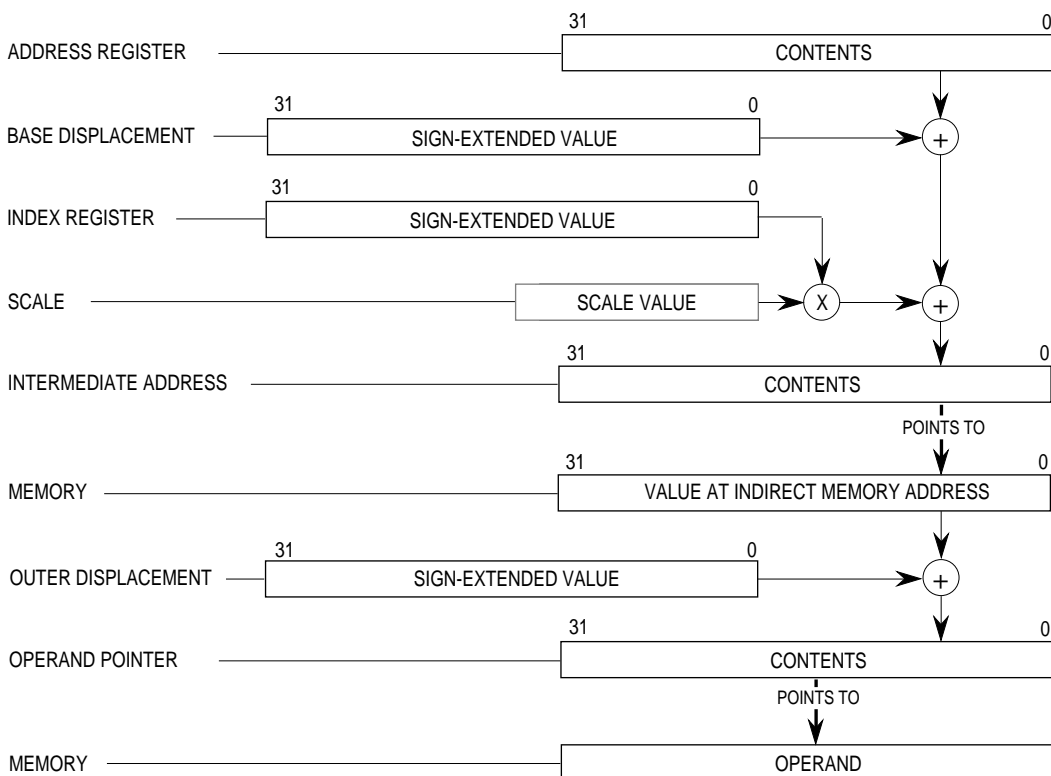 31 0
ADDRESS REGISTER CONTENTS
31 0
BASE DISPLACEMENT SIGN-EXTENDED VALUE +
31 0
INDEX REGISTER SIGN-EXTENDED VALUE
SCALE SCALE VALUE X +
31 0
INTERMEDIATE ADDRESS CONTENTS
POINTS TO
31 0
MEMORY VALUE AT INDIRECT MEMORY ADDRESS
31 0
OUTER DISPLACEMENT SIGN-EXTENDED VALUE +
31 0
OPERAND POINTER CONTENTS
POINTS TO
MEMORY OPERAND